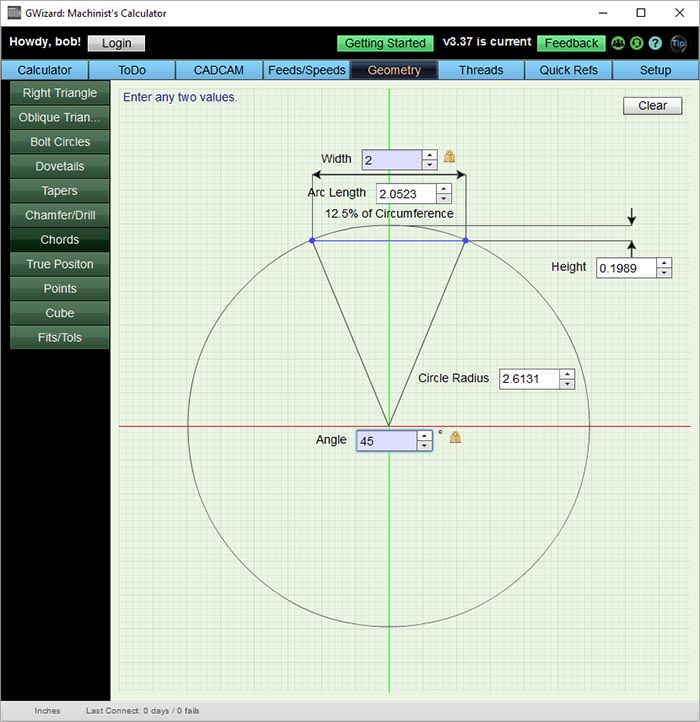 GWizard: Machinist's Calculator
Howdy, bob! Login Getting Started v3.37 is current Feedback ? Tip
Calculator ToDo CADCAM Feeds/Speeds Geometry Threads Quick Refs Setup
Right Triangle
Oblique Trian...
Bolt Circles
Dovetails
Tapers
Chamfer/Drill
Chords
True Positon
Points
Cube
Fits/Tols
Enter any two values.
Clear
Width 2
Arc Length 2.0523
12.5% of Circumference
Height 0.1989
Circle Radius 2.6131
Angle 45 °
Inches Last Connect: 0 days / 0 fails